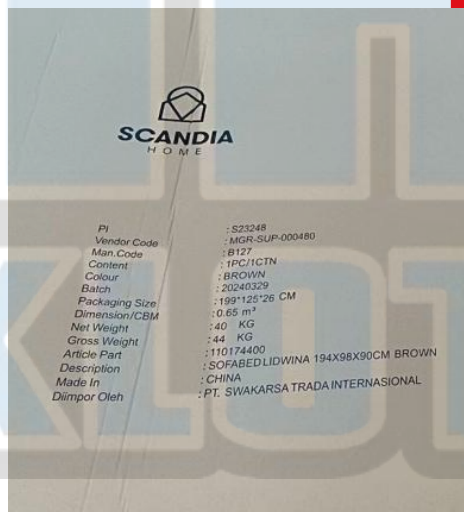 SCANDIA
HOME
PI : S23248
Vendor Code : MGR-SUP-000480
Man.Code : B127
Content : 1PC/1CTN
Colour : BROWN
Batch : 20240329
Packaging Size : 199*125*26 CM
Dimension/CBM : 0.65 m³
Net Weight : 40 KG
Gross Weight : 44 KG
Article Part : 110174400
Description : SOFABED LIDWINA 194X98X90CM BROWN
Made In : CHINA
Diimpor Oleh : PT. SWAKARSA TRADA INTERNASIONAL